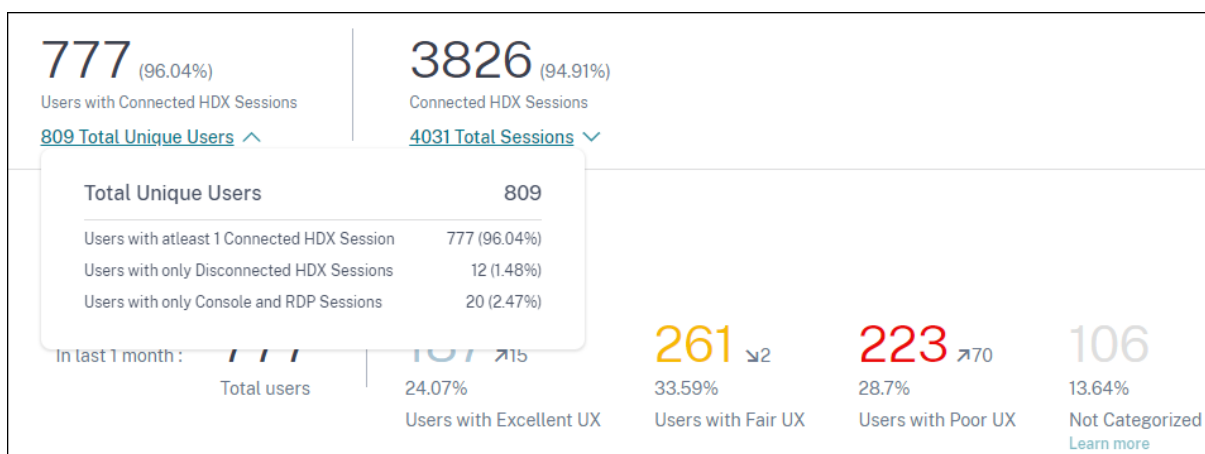 777 (96.04%)
Users with Connected HDX Sessions
809 Total Unique Users
3826 (94.91%)
Connected HDX Sessions
4031 Total Sessions
Total Unique Users 809
Users with atleast 1 Connected HDX Session 777 (96.04%)
Users with only Disconnected HDX Sessions 12 (1.48%)
Users with only Console and RDP Sessions 20 (2.47%)
In last 1 month : 777
Total users
187 15
24.07%
Users with Excellent UX
261 2
33.59%
Users with Fair UX
223 70
28.7%
Users with Poor UX
106
13.64%
Not Categorized
Learn more